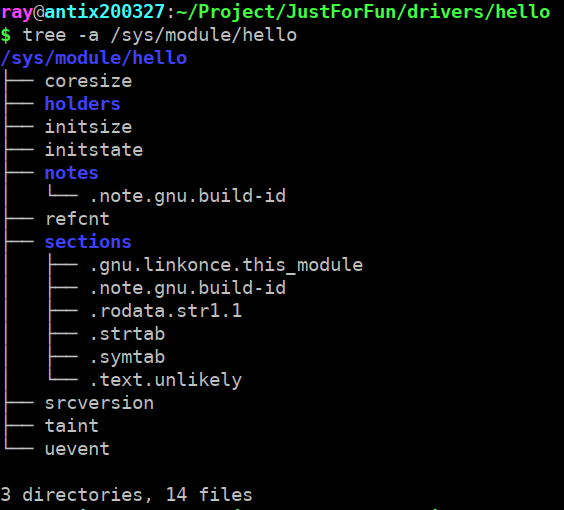 ray@antix200327:~/Project/JustForFun/drivers/hello
$ tree -a /sys/module/hello
/sys/module/hello
├── coresize
├── holders
├── initsize
├── initstate
├── notes
│   └── .note.gnu.build-id
├── refcnt
├── sections
│   ├── .gnu.linkonce.this_module
│   ├── .note.gnu.build-id
│   ├── .rodata.str1.1
│   ├── .strtab
│   ├── .symtab
│   └── .text.unlikely
├── srcversion
├── taint
└── uevent

3 directories, 14 files